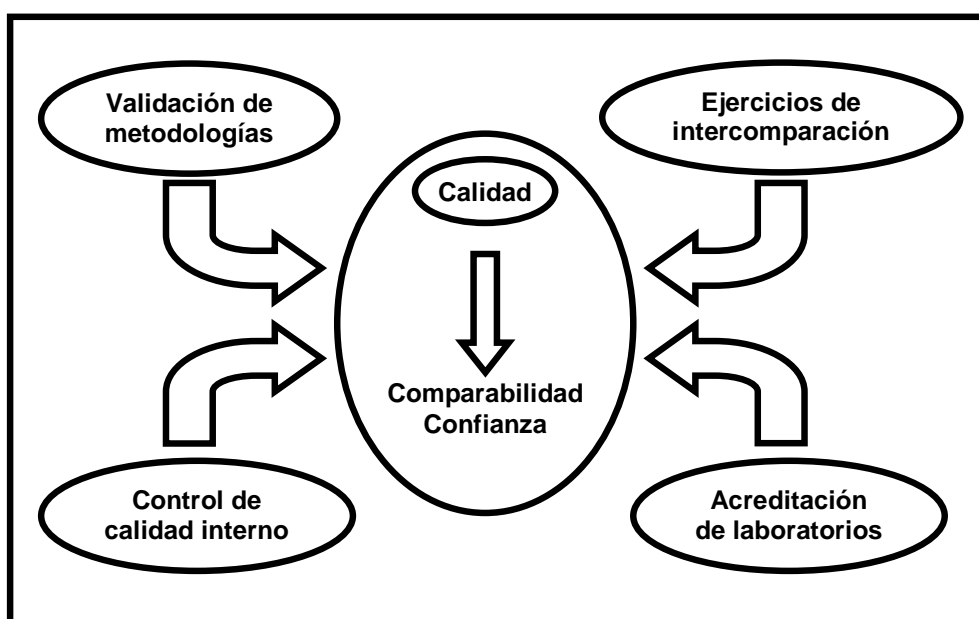 Validación de
metodologías
Ejercicios de
intercomparación
Calidad
Comparabilidad
Confianza
Control de
calidad interno
Acreditación
de laboratorios